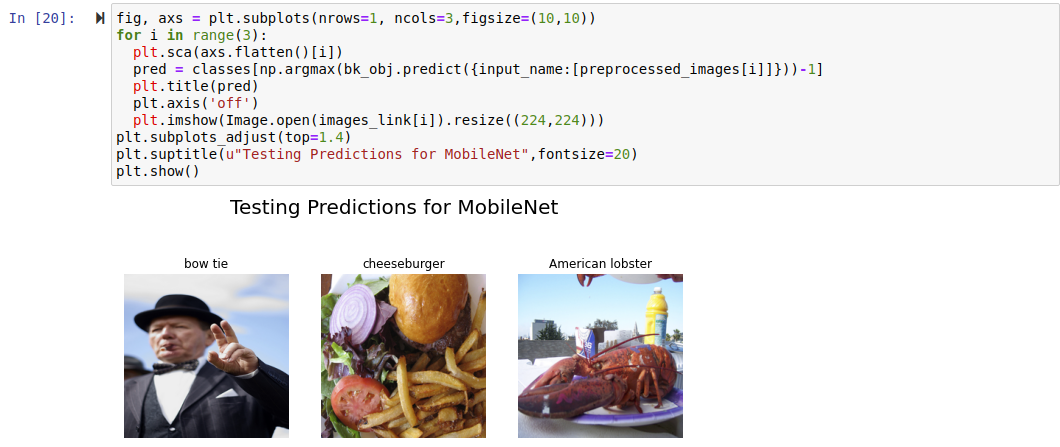 In [20]:
fig, axs = plt.subplots(nrows=1, ncols=3,figsize=(10,10))
for i in range(3):
  plt.sca(axs.flatten()[i])
  pred = classes[np.argmax(bk_obj.predict({input_name:[preprocessed_images[i]]}))-1]
  plt.title(pred)
  plt.axis('off')
  plt.imshow(Image.open(images_link[i]).resize((224,224)))
plt.subplots_adjust(top=1.4)
plt.suptitle(u"Testing Predictions for MobileNet",fontsize=20)
plt.show()
Testing Predictions for MobileNet
bow tie
cheeseburger
American lobster